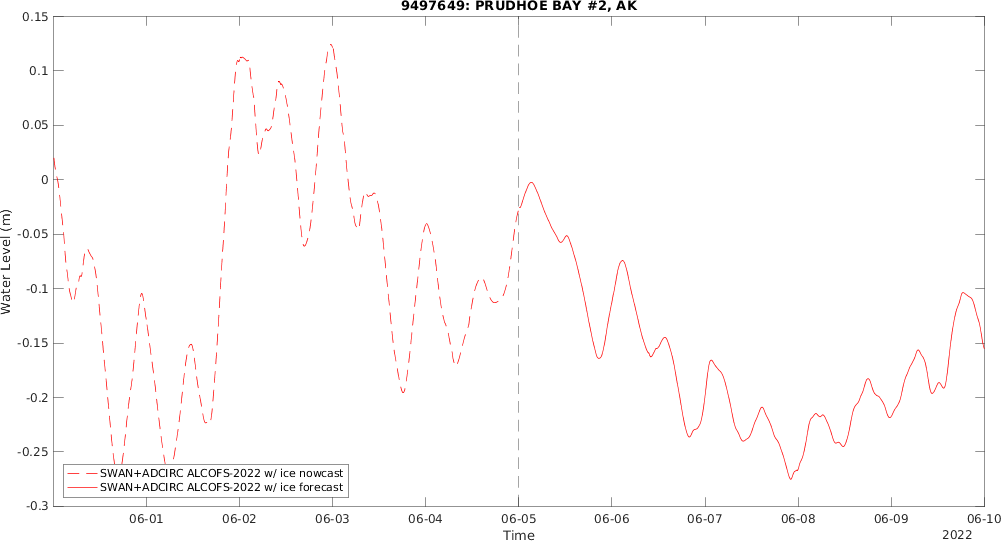 9497649: PRUDHOE BAY #2, AK
0.15
0.1
0.05
0
-0.05
-0.1
-0.15
-0.2
-0.25
-0.3
Water Level (m)
SWAN+ADCIRC ALCOFS-2022 w/ ice nowcast
SWAN+ADCIRC ALCOFS-2022 w/ ice forecast
06-01 06-02 06-03 06-04 06-05 06-06 06-07 06-08 06-09 06-10
Time
2022